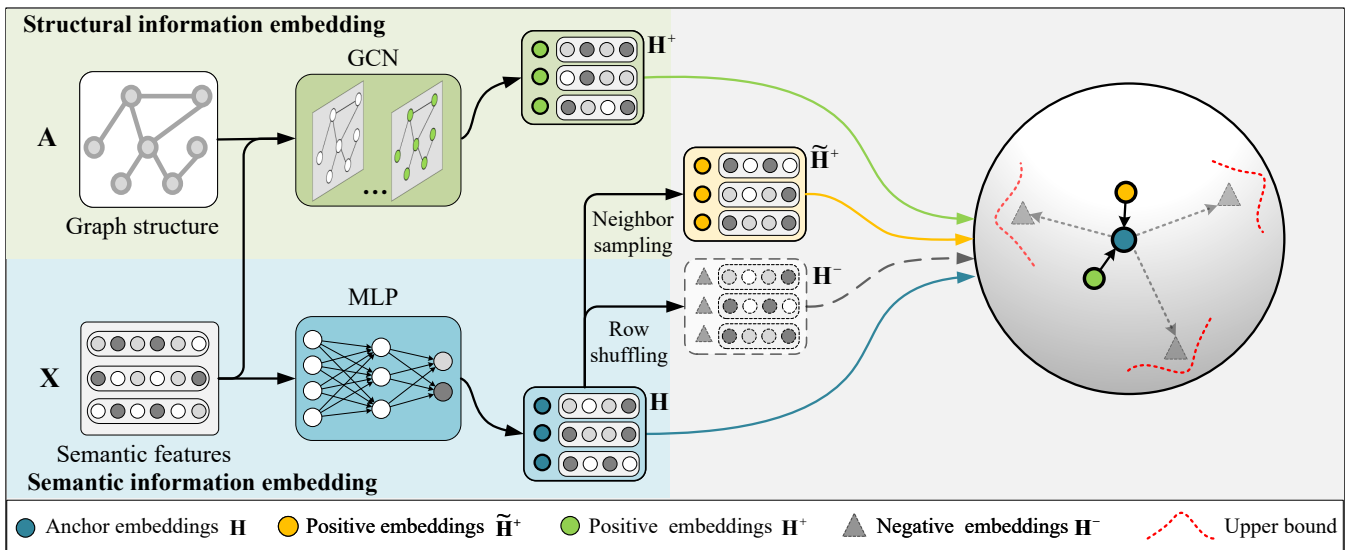 Structural information embedding
GCN
H⁺
A
...
Graph structure
H̃⁺
Neighbor
sampling
MLP
H⁻
Row
shuffling
X
H
Semantic features
Semantic information embedding
Anchor embeddings H
Positive embeddings H̃⁺
Positive embeddings H⁺
Negative embeddings H⁻
Upper bound